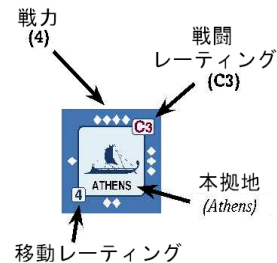 戦力
(4)
戦闘
レーティング
(C3)
C3
ATHENS
4
本拠地
(Athens)
移動レーティング